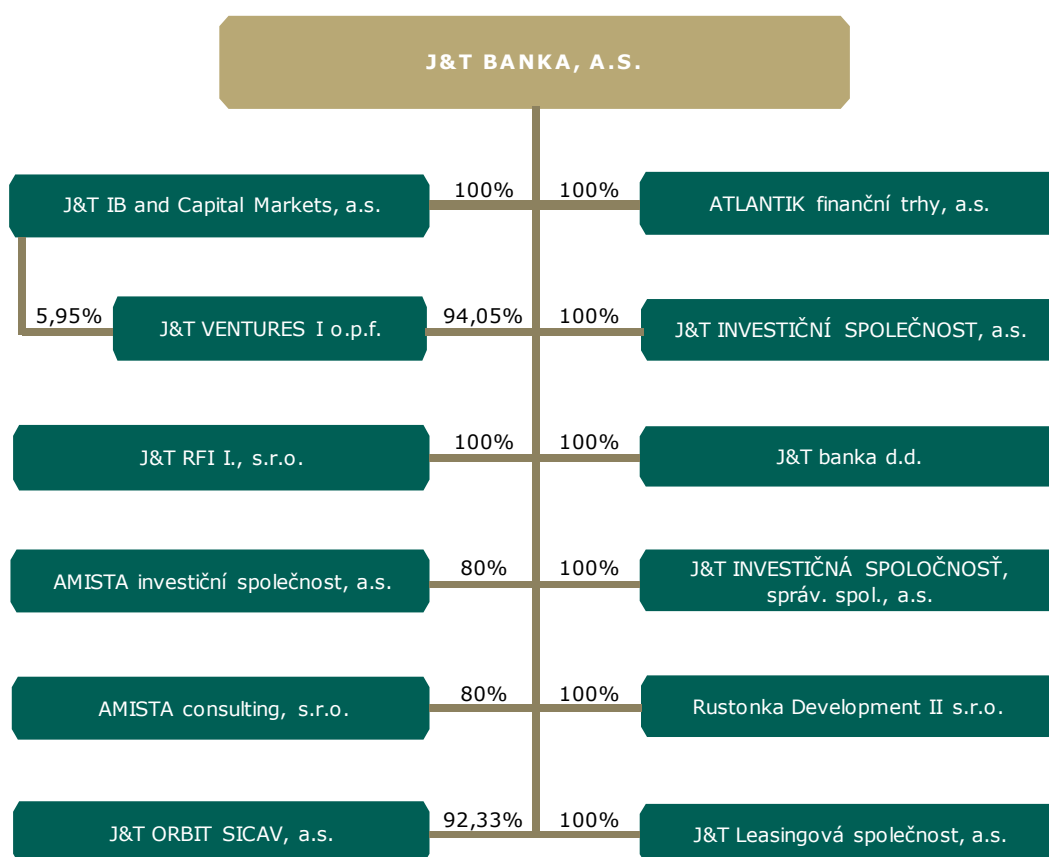 J&T BANKA, A.S.
100% 100%
J&T IB and Capital Markets, a.s.
ATLANTIK finanční trhy, a.s.
5,95%
J&T VENTURES I o.p.f.
94,05% 100%
J&T INVESTIČNÍ SPOLEČNOST, a.s.
100% 100%
J&T RFI I., s.r.o.
J&T banka d.d.
80% 100%
AMISTA investiční společnost, a.s.
J&T INVESTIČNÁ SPOLOČNOSŤ,
správ. spol., a.s.
80% 100%
AMISTA consulting, s.r.o.
Rustonka Development II s.r.o.
92,33% 100%
J&T ORBIT SICAV, a.s.
J&T Leasingová společnost, a.s.